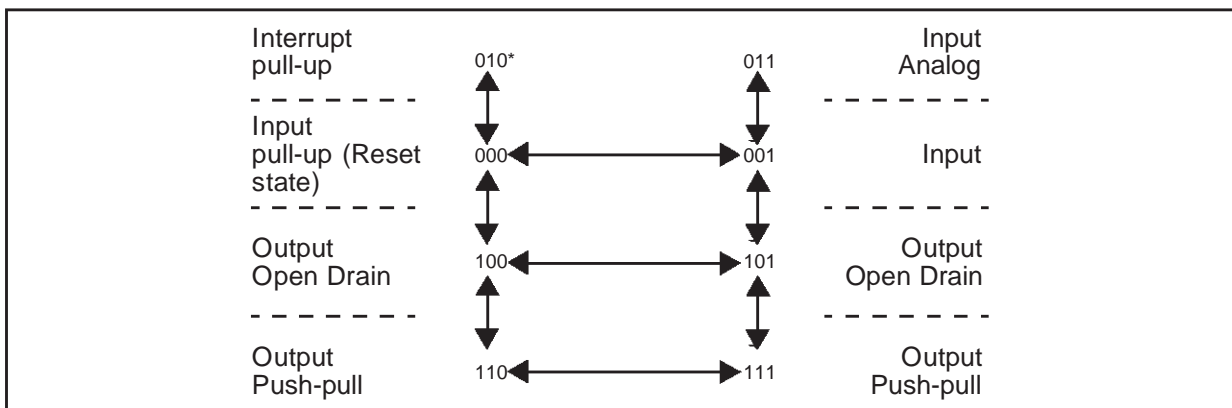 Interrupt
pull-up
010*
011
Input
Analog
Input
pull-up (Reset
state)
000
001
Input
Output
Open Drain
100
101
Output
Open Drain
Output
Push-pull
110
111
Output
Push-pull